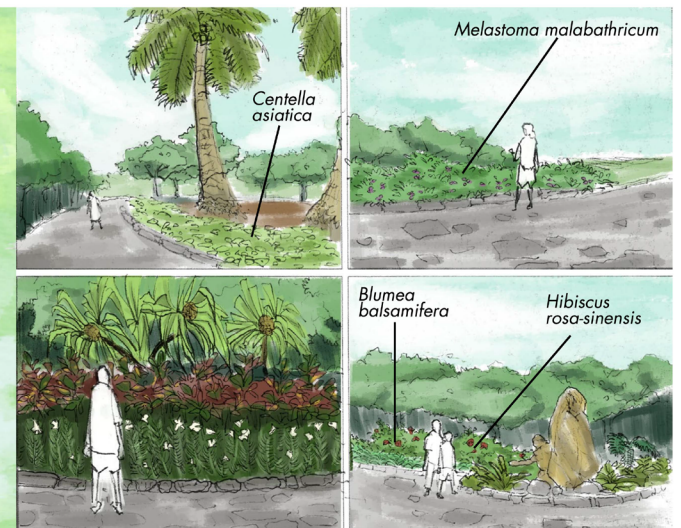 Melastoma malabathricum
Centella
asiatica
Blumea
balsamifera
Hibiscus
rosa-sinensis